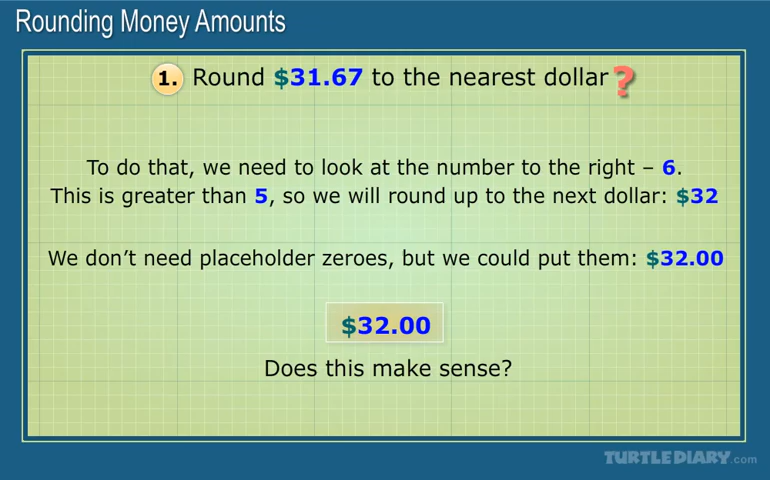 Rounding Money Amounts
1. Round $31.67 to the nearest dollar?
To do that, we need to look at the number to the right – 6.
This is greater than 5, so we will round up to the next dollar: $32
We don’t need placeholder zeroes, but we could put them: $32.00
$32.00
Does this make sense?
TURTLEDIARY.com